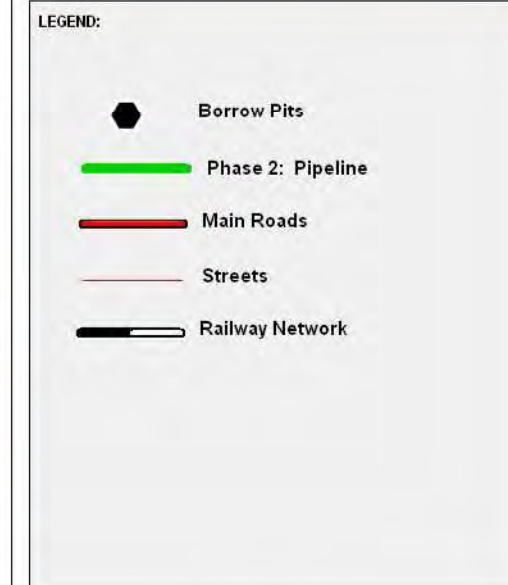 LEGEND:
Borrow Pits
Phase 2: Pipeline
Main Roads
Streets
Railway Network